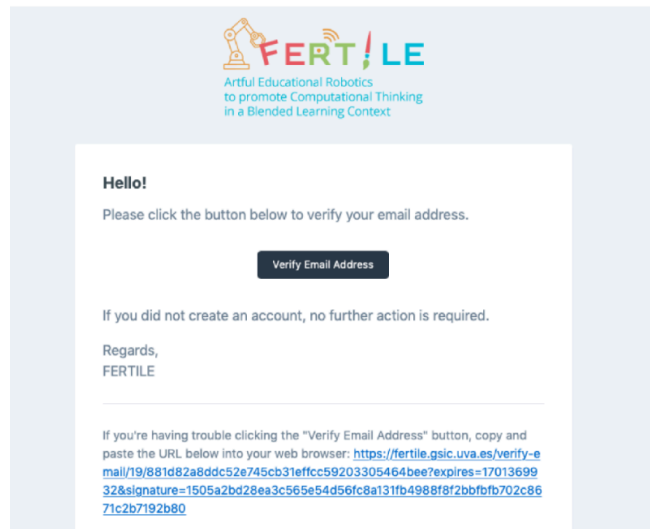 FERTILE
Artful Educational Robotics
to promote Computational Thinking
in a Blended Learning Context
Hello!
Please click the button below to verify your email address.
Verify Email Address
If you did not create an account, no further action is required.
Regards,
FERTILE
If you're having trouble clicking the "Verify Email Address" button, copy and
paste the URL below into your web browser: https://fertile.gsic.uva.es/verify-e
mail/19/881d82a8ddc52e745cb31effcc59203305464bee?expires=17013699
32&signature=1505a2bd28ea3c565e54d56fc8a131fb4988f8f2bbfbfb702c86
71c2b7192b80